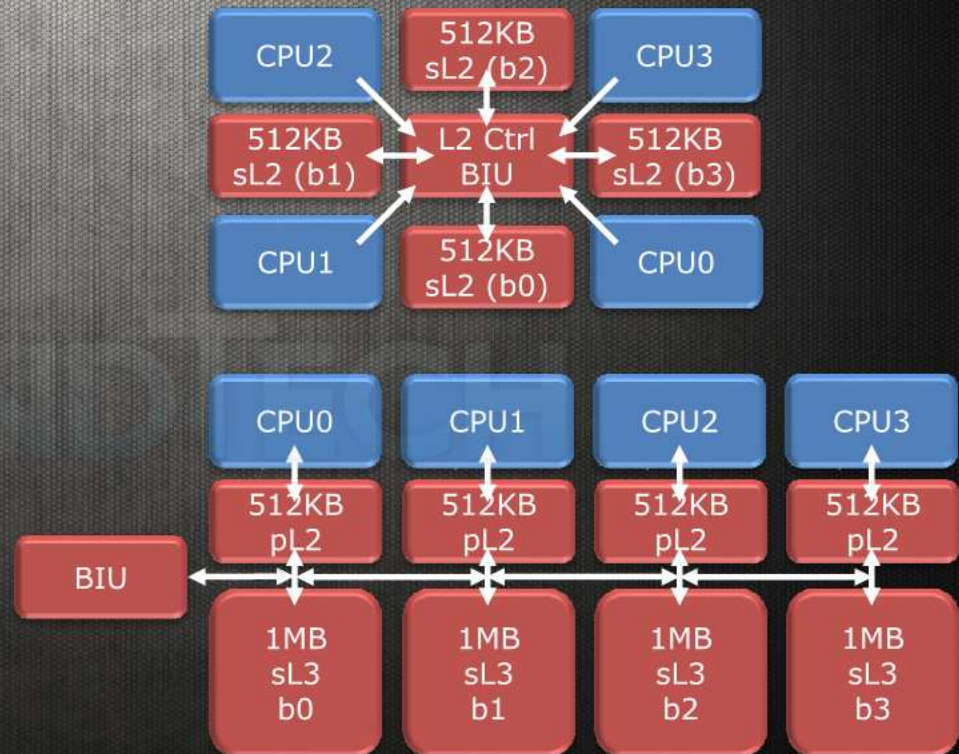 CPU2
512KB
sL2 (b2)
CPU3
512KB
sL2 (b1)
L2 Ctrl
BIU
512KB
sL2 (b3)
CPU1
512KB
sL2 (b0)
CPU0
CPU0
CPU1
CPU2
CPU3
512KB
pL2
512KB
pL2
512KB
pL2
512KB
pL2
BIU
1MB
sL3
b0
1MB
sL3
b1
1MB
sL3
b2
1MB
sL3
b3